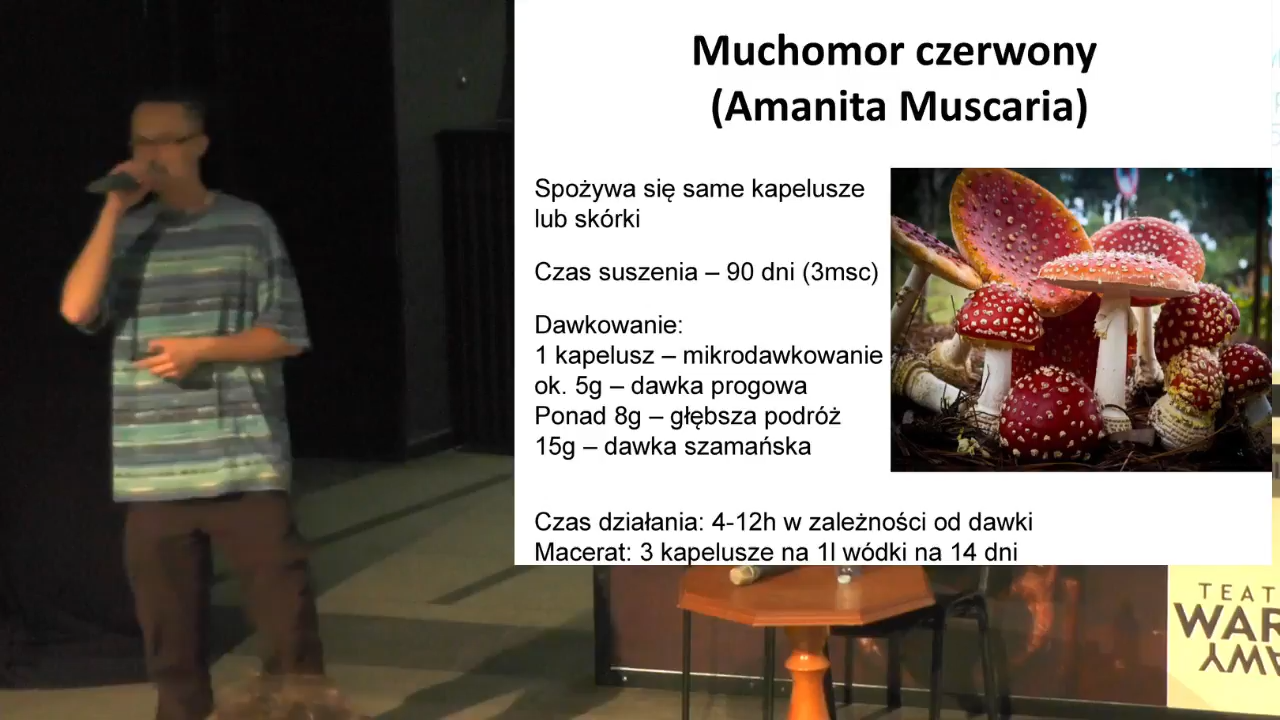 Muchomor czerwony
(Amanita Muscaria)
Spożywa się same kapelusze
lub skórki
Czas suszenia – 90 dni (3msc)
Dawkowanie:
1 kapelusz – mikrodawkowanie
ok. 5g – dawka progowa
Ponad 8g – głębsza podróż
15g – dawka szamańska
Czas działania: 4-12h w zależności od dawki
Macerat: 3 kapelusze na 1l wódki na 14 dni
TEAT
WAR